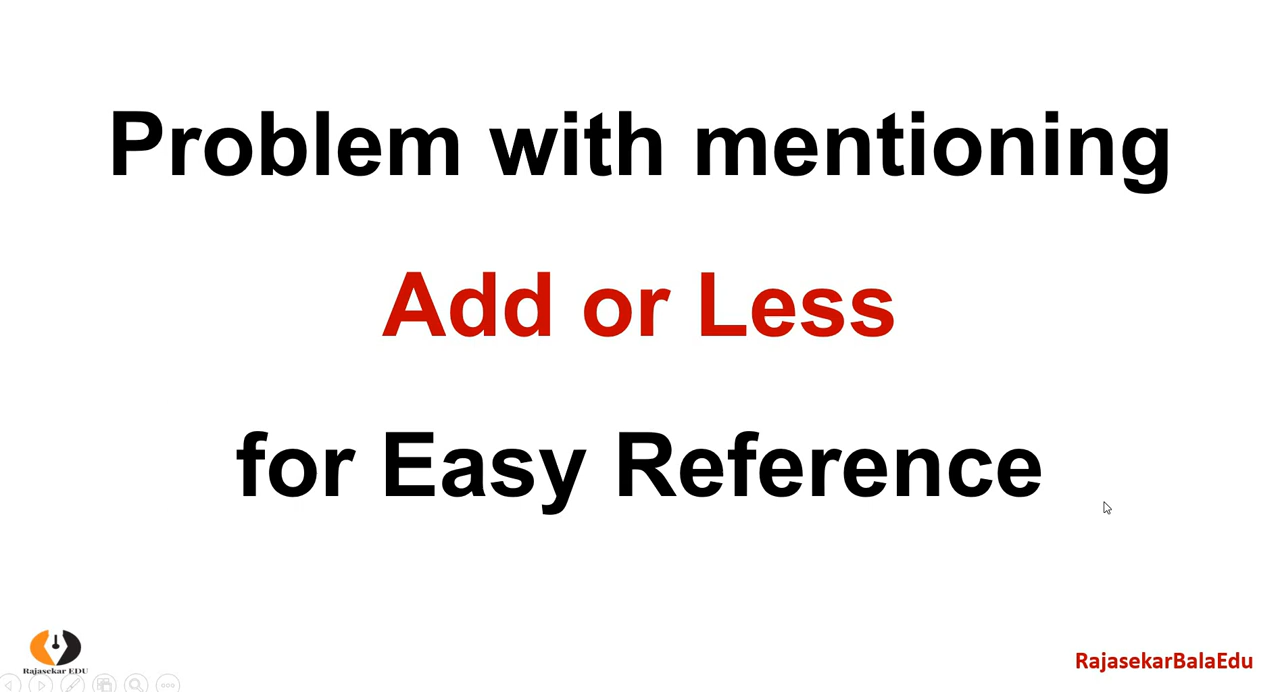 Problem with mentioning
Add or Less
for Easy Reference
Rajasekar EDU
RajasekarBalaEdu